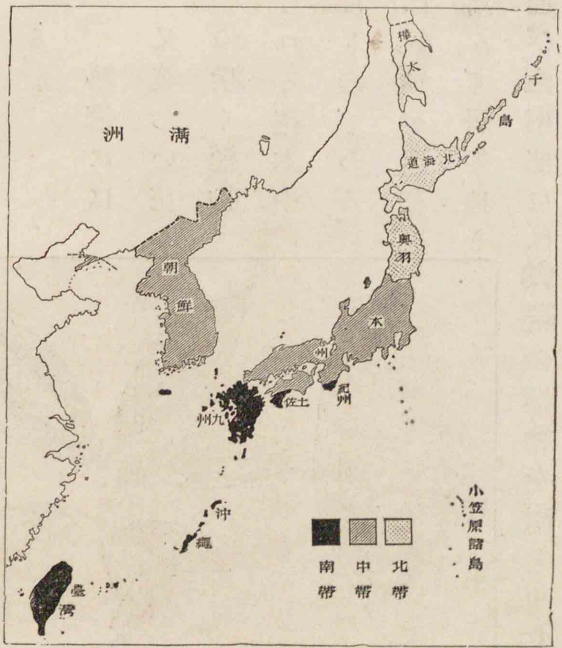 樺太
千島
北海道
滿洲
奧羽
朝鮮
本州
紀州
土佐
九州
沖繩
小笠原諸島
臺灣
北帶
中帶
南帶